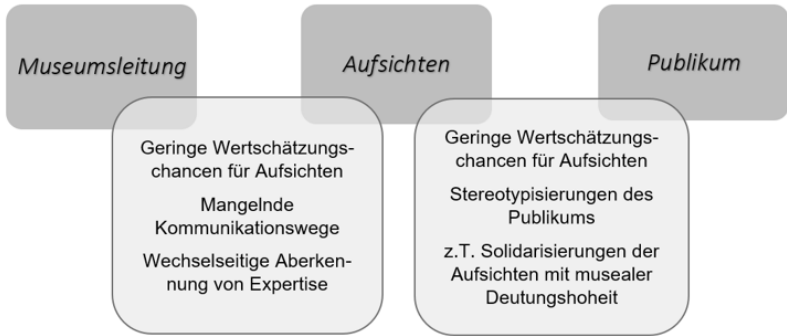 Museumsleitung
Aufsichten
Publikum
Geringe Wertschätzungs-
chancen für Aufsichten
Mangelnde
Kommunikationswege
Wechselseitige Aberken-
nung von Expertise
Geringe Wertschätzungs-
chancen für Aufsichten
Stereotypisierungen des
Publikums
z.T. Solidarisierungen der
Aufsichten mit musealer
Deutungshoheit